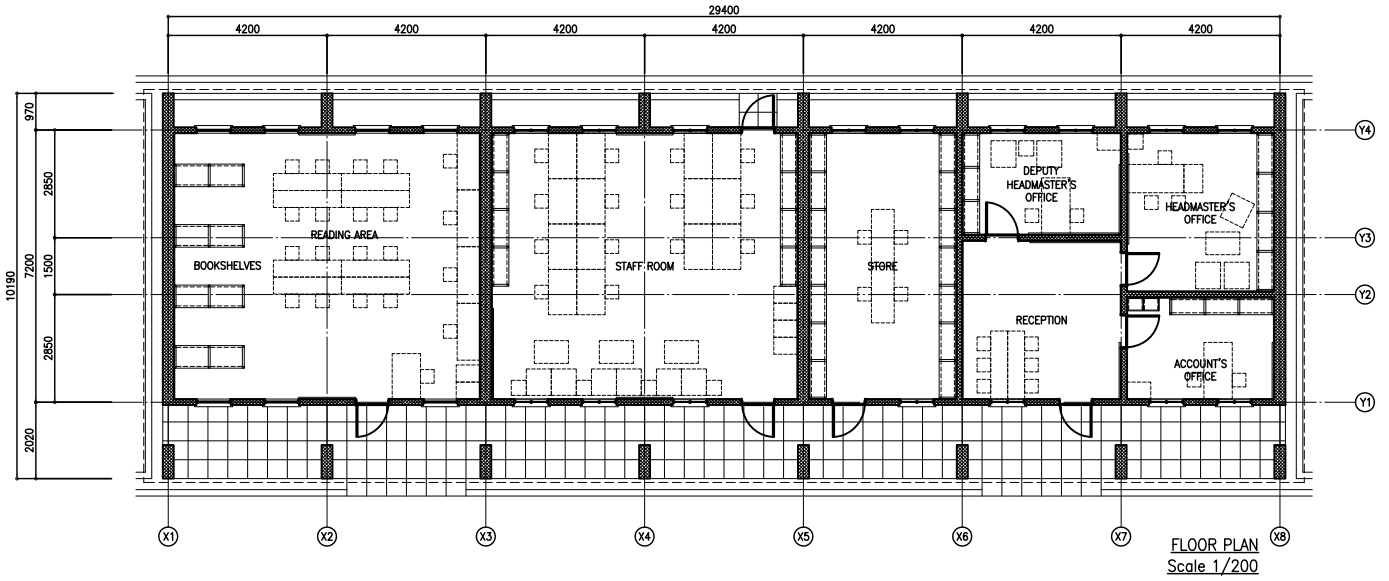 29400
4200
4200
4200
4200
4200
4200
4200
970
Y4
2850
DEPUTY
HEADMASTER'S
OFFICE
HEADMASTER'S
OFFICE
READING AREA
Y3
10190
7200
1500
BOOKSHELVES
STAFF ROOM
STORE
Y2
RECEPTION
2850
ACCOUNT'S
OFFICE
Y1
2020
X1
X2
X3
X4
X5
X6
X7
X8
FLOOR PLAN
Scale 1/200